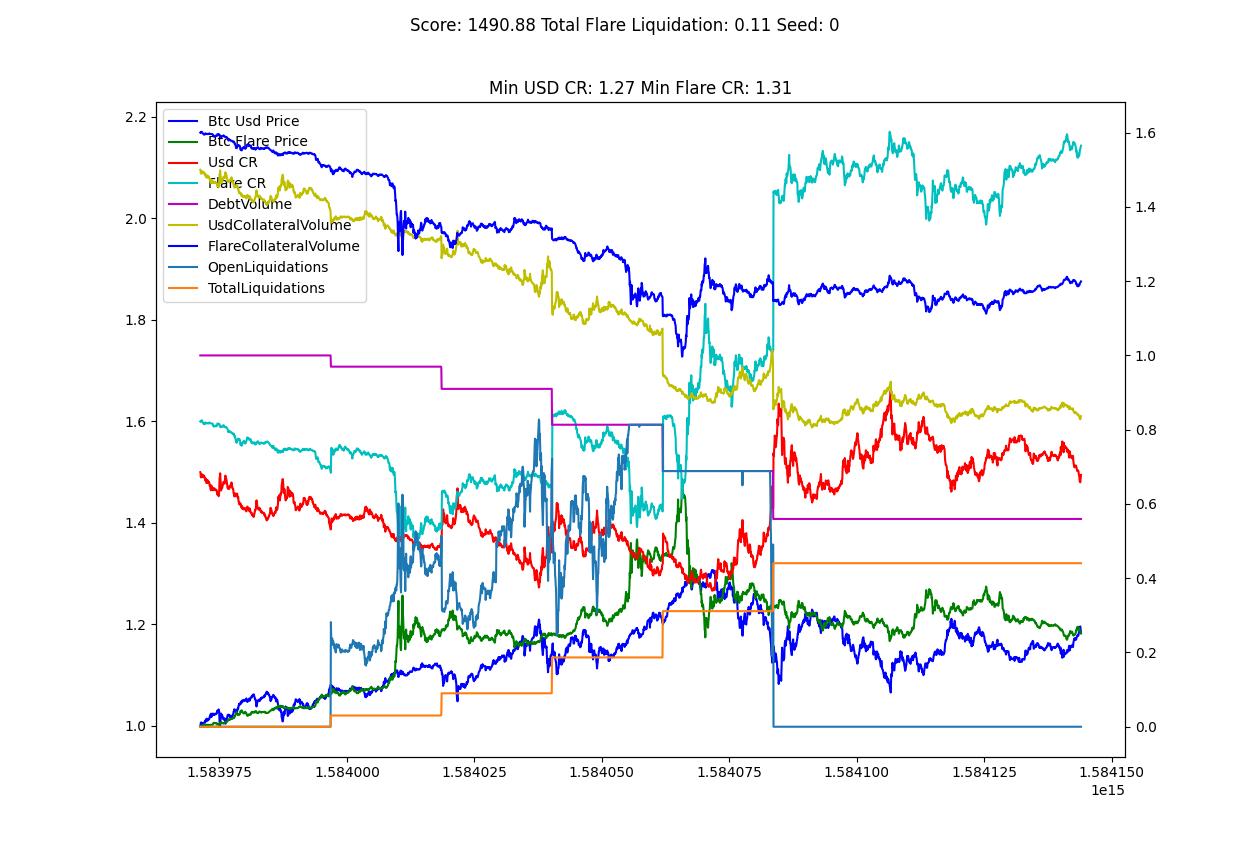 Score: 1490.88 Total Flare Liquidation: 0.11 Seed: 0
Min USD CR: 1.27 Min Flare CR: 1.31
Btc Usd Price
Btc Flare Price
Usd CR
Flare CR
DebtVolume
UsdCollateralVolume
FlareCollateralVolume
OpenLiquidations
TotalLiquidations
2.2
2.0
1.8
1.6
1.4
1.2
1.0
1.6
1.4
1.2
1.0
0.8
0.6
0.4
0.2
0.0
1.583975 1.584000 1.584025 1.584050 1.584075 1.584100 1.584125 1.584150
1e15